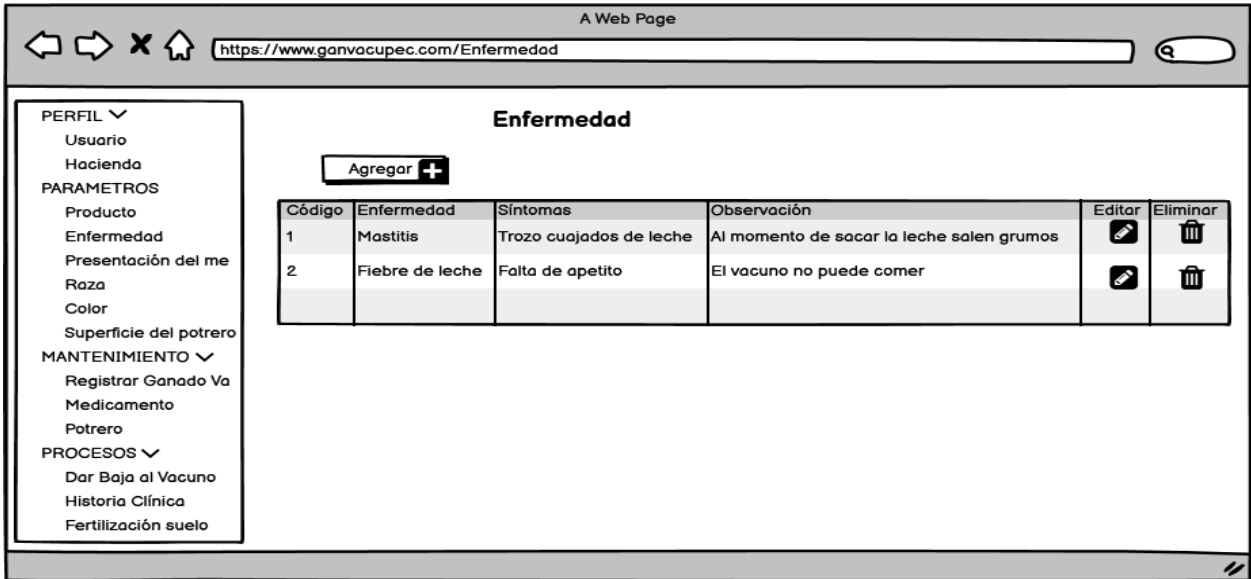 A Web Page
https://www.ganvacupec.com/Enfermedad
PERFIL
Usuario
Hacienda
PARAMETROS
Producto
Enfermedad
Presentación del me
Raza
Color
Superficie del potrero
MANTENIMIENTO
Registrar Ganado Va
Medicamento
Potrero
PROCESOS
Dar Baja al Vacuno
Historia Clínica
Fertilización suelo
Enfermedad
Agregar
Código Enfermedad Síntomas Observación Editar Eliminar
1 Mastitis Trozo cuajados de leche Al momento de sacar la leche salen grumos
2 Fiebre de leche Falta de apetito El vacuno no puede comer